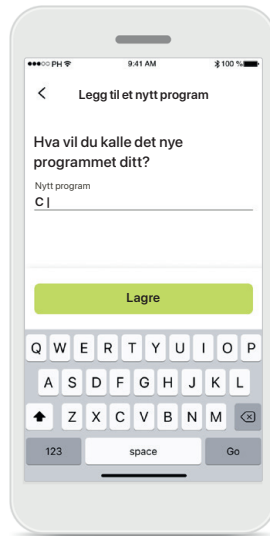 PH 9:41 AM 100 %
Legg til et nytt program
Hva vil du kalle det nye
programmet ditt?
Nytt program
C |
Lagre
Q W E R T Y U I O P
A S D F G H J K L
Z X C V B N M
123 space Go